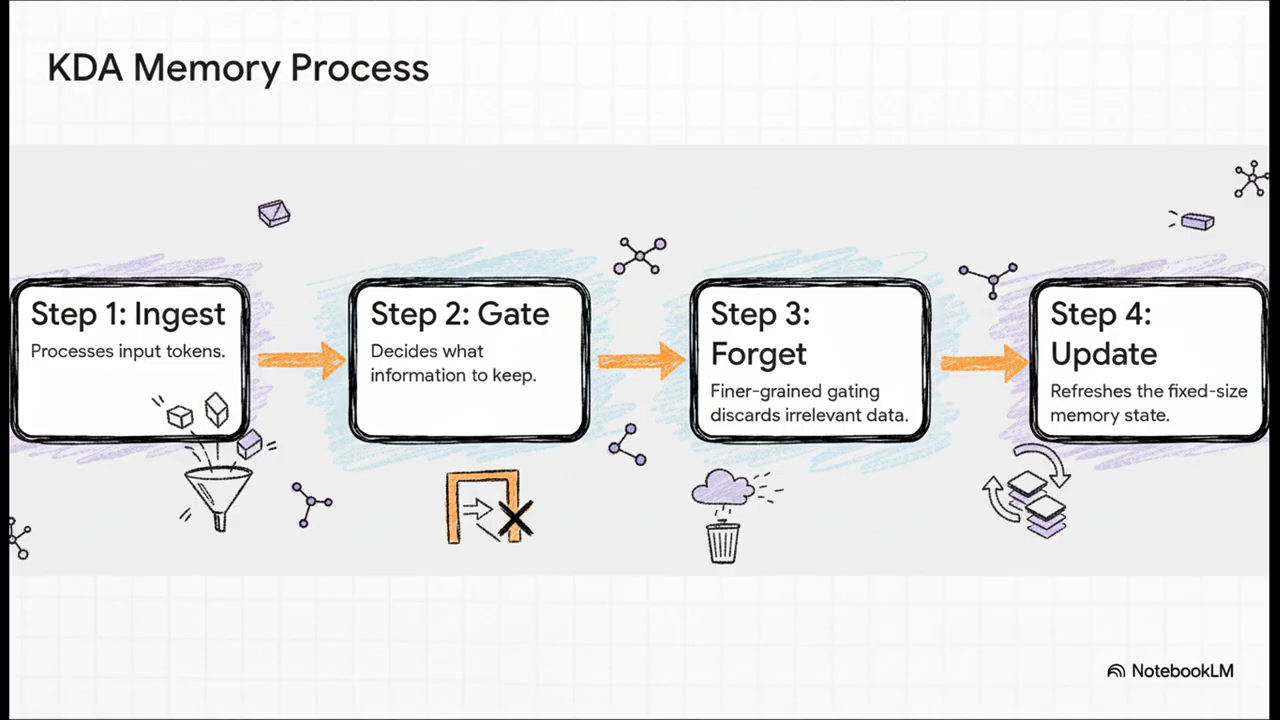 KDA Memory Process
Step 1: Ingest
Processes input tokens.
Step 2: Gate
Decides what
information to keep.
Step 3:
Forget
Finer-grained gating
discards irrelevant data.
Step 4:
Update
Refreshes the fixed-size
memory state.
NotebookLM